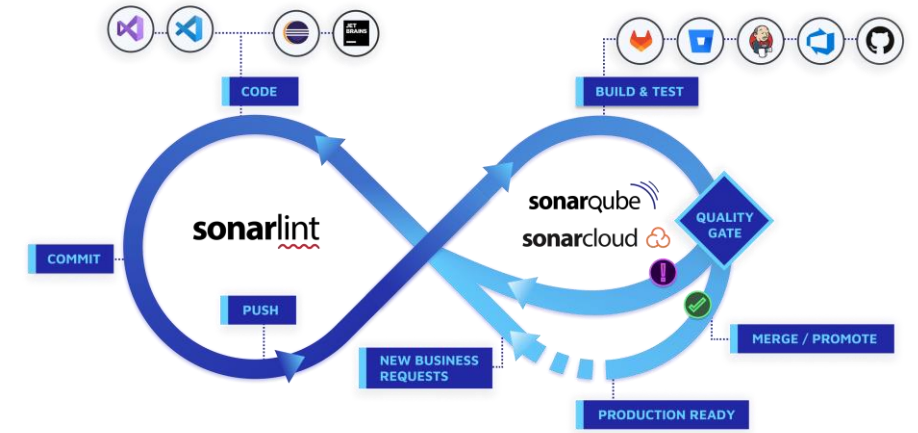 JET
BRAINS
CODE
BUILD & TEST
sonarlint
sonarqube
sonarcloud
QUALITY
GATE
COMMIT
PUSH
!
MERGE / PROMOTE
NEW BUSINESS
REQUESTS
PRODUCTION READY